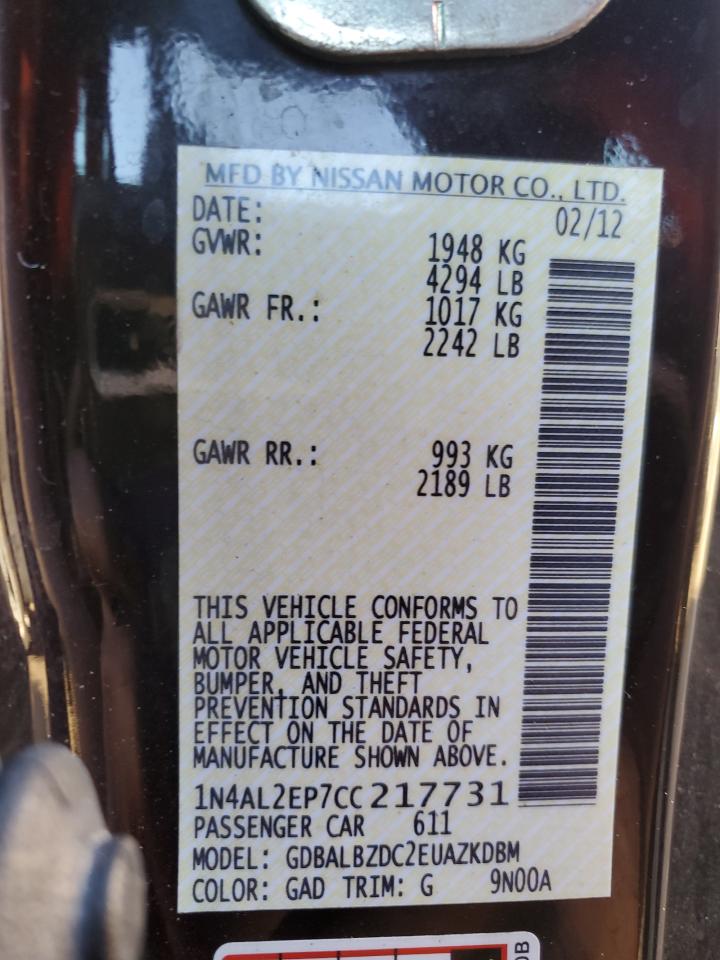 MFD BY NISSAN MOTOR CO., LTD.
DATE: 02/12
GVWR: 1948 KG
4294 LB
GAWR FR.: 1017 KG
2242 LB
GAWR RR.: 993 KG
2189 LB
THIS VEHICLE CONFORMS TO
ALL APPLICABLE FEDERAL
MOTOR VEHICLE SAFETY,
BUMPER, AND THEFT
PREVENTION STANDARDS IN
EFFECT ON THE DATE OF
MANUFACTURE SHOWN ABOVE.
1N4AL2EP7CC217731
PASSENGER CAR 611
MODEL: GDBALBZDC2EUAZKDBM
COLOR: GAD TRIM: G 9N00A